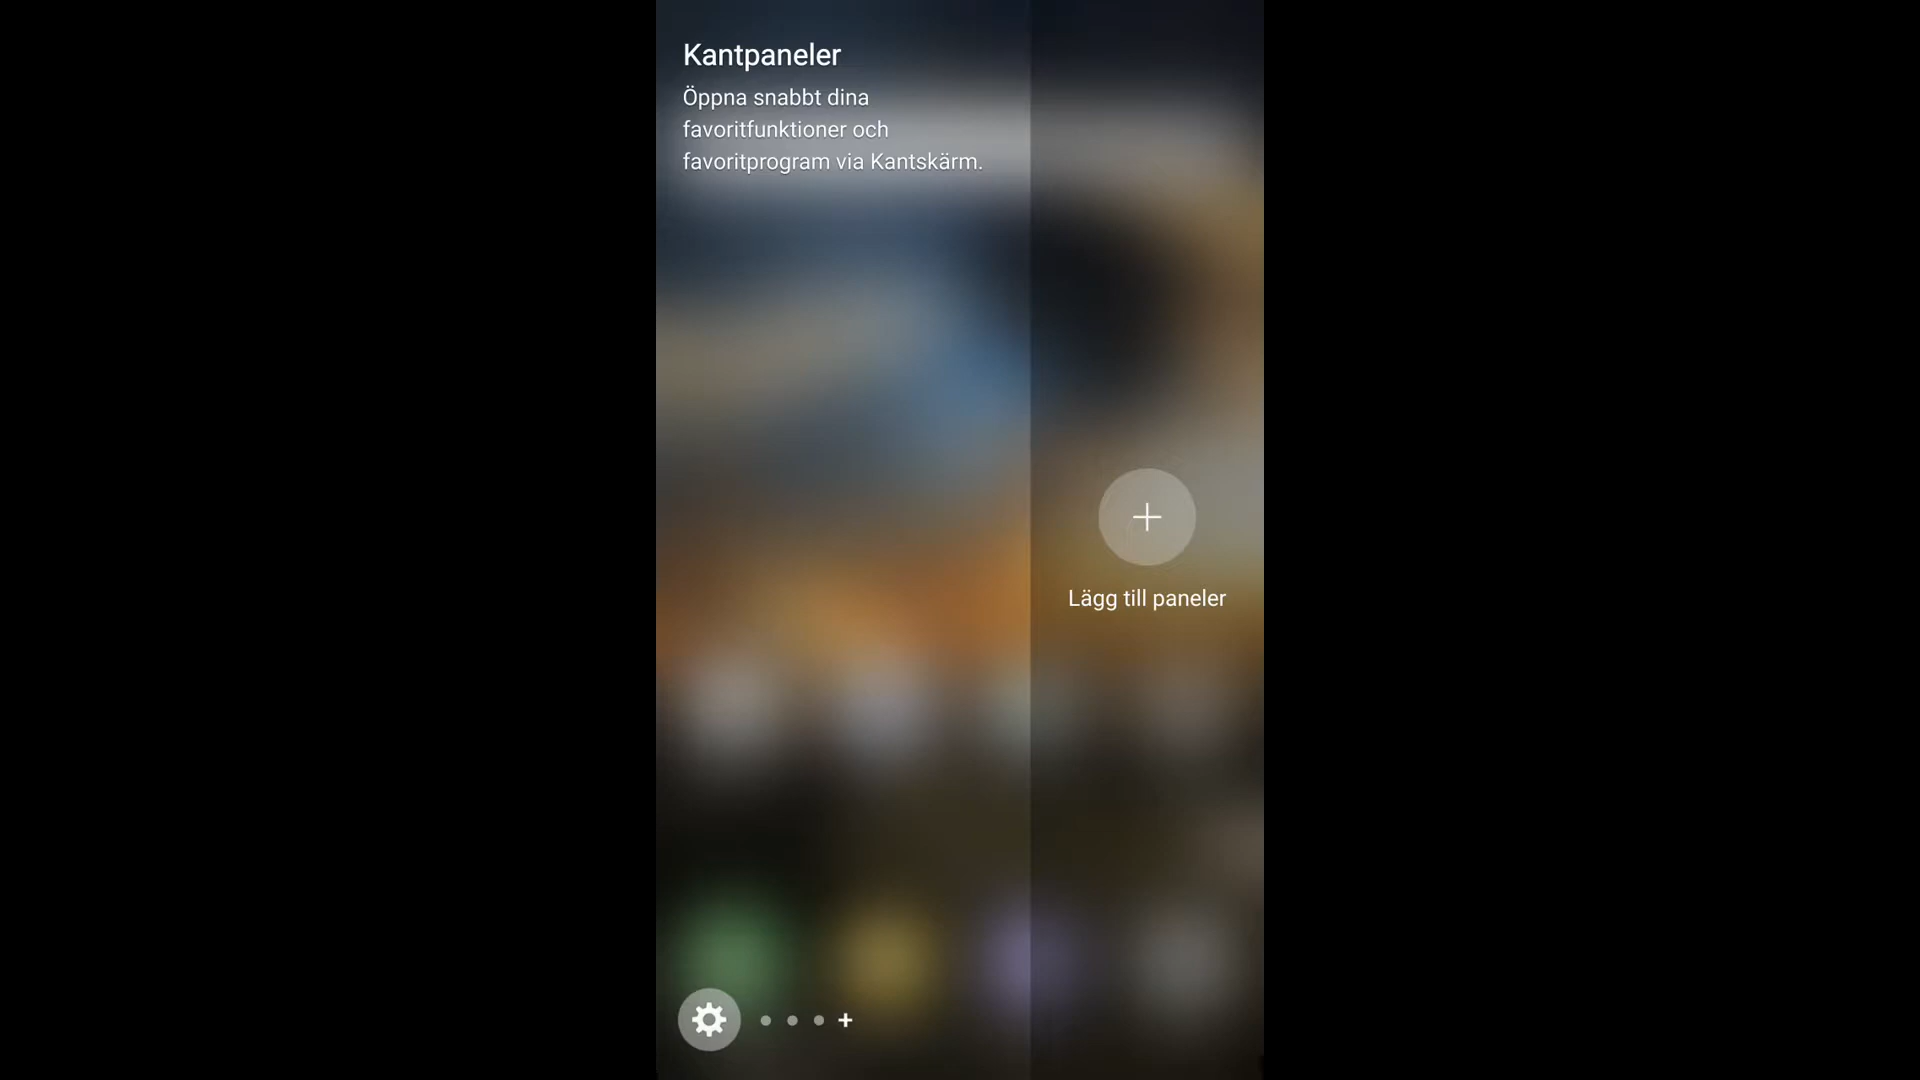 Kantpaneler
Öppna snabbt dina
favoritfunktioner och
favoritprogram via Kantskärm.
Lägg till paneler